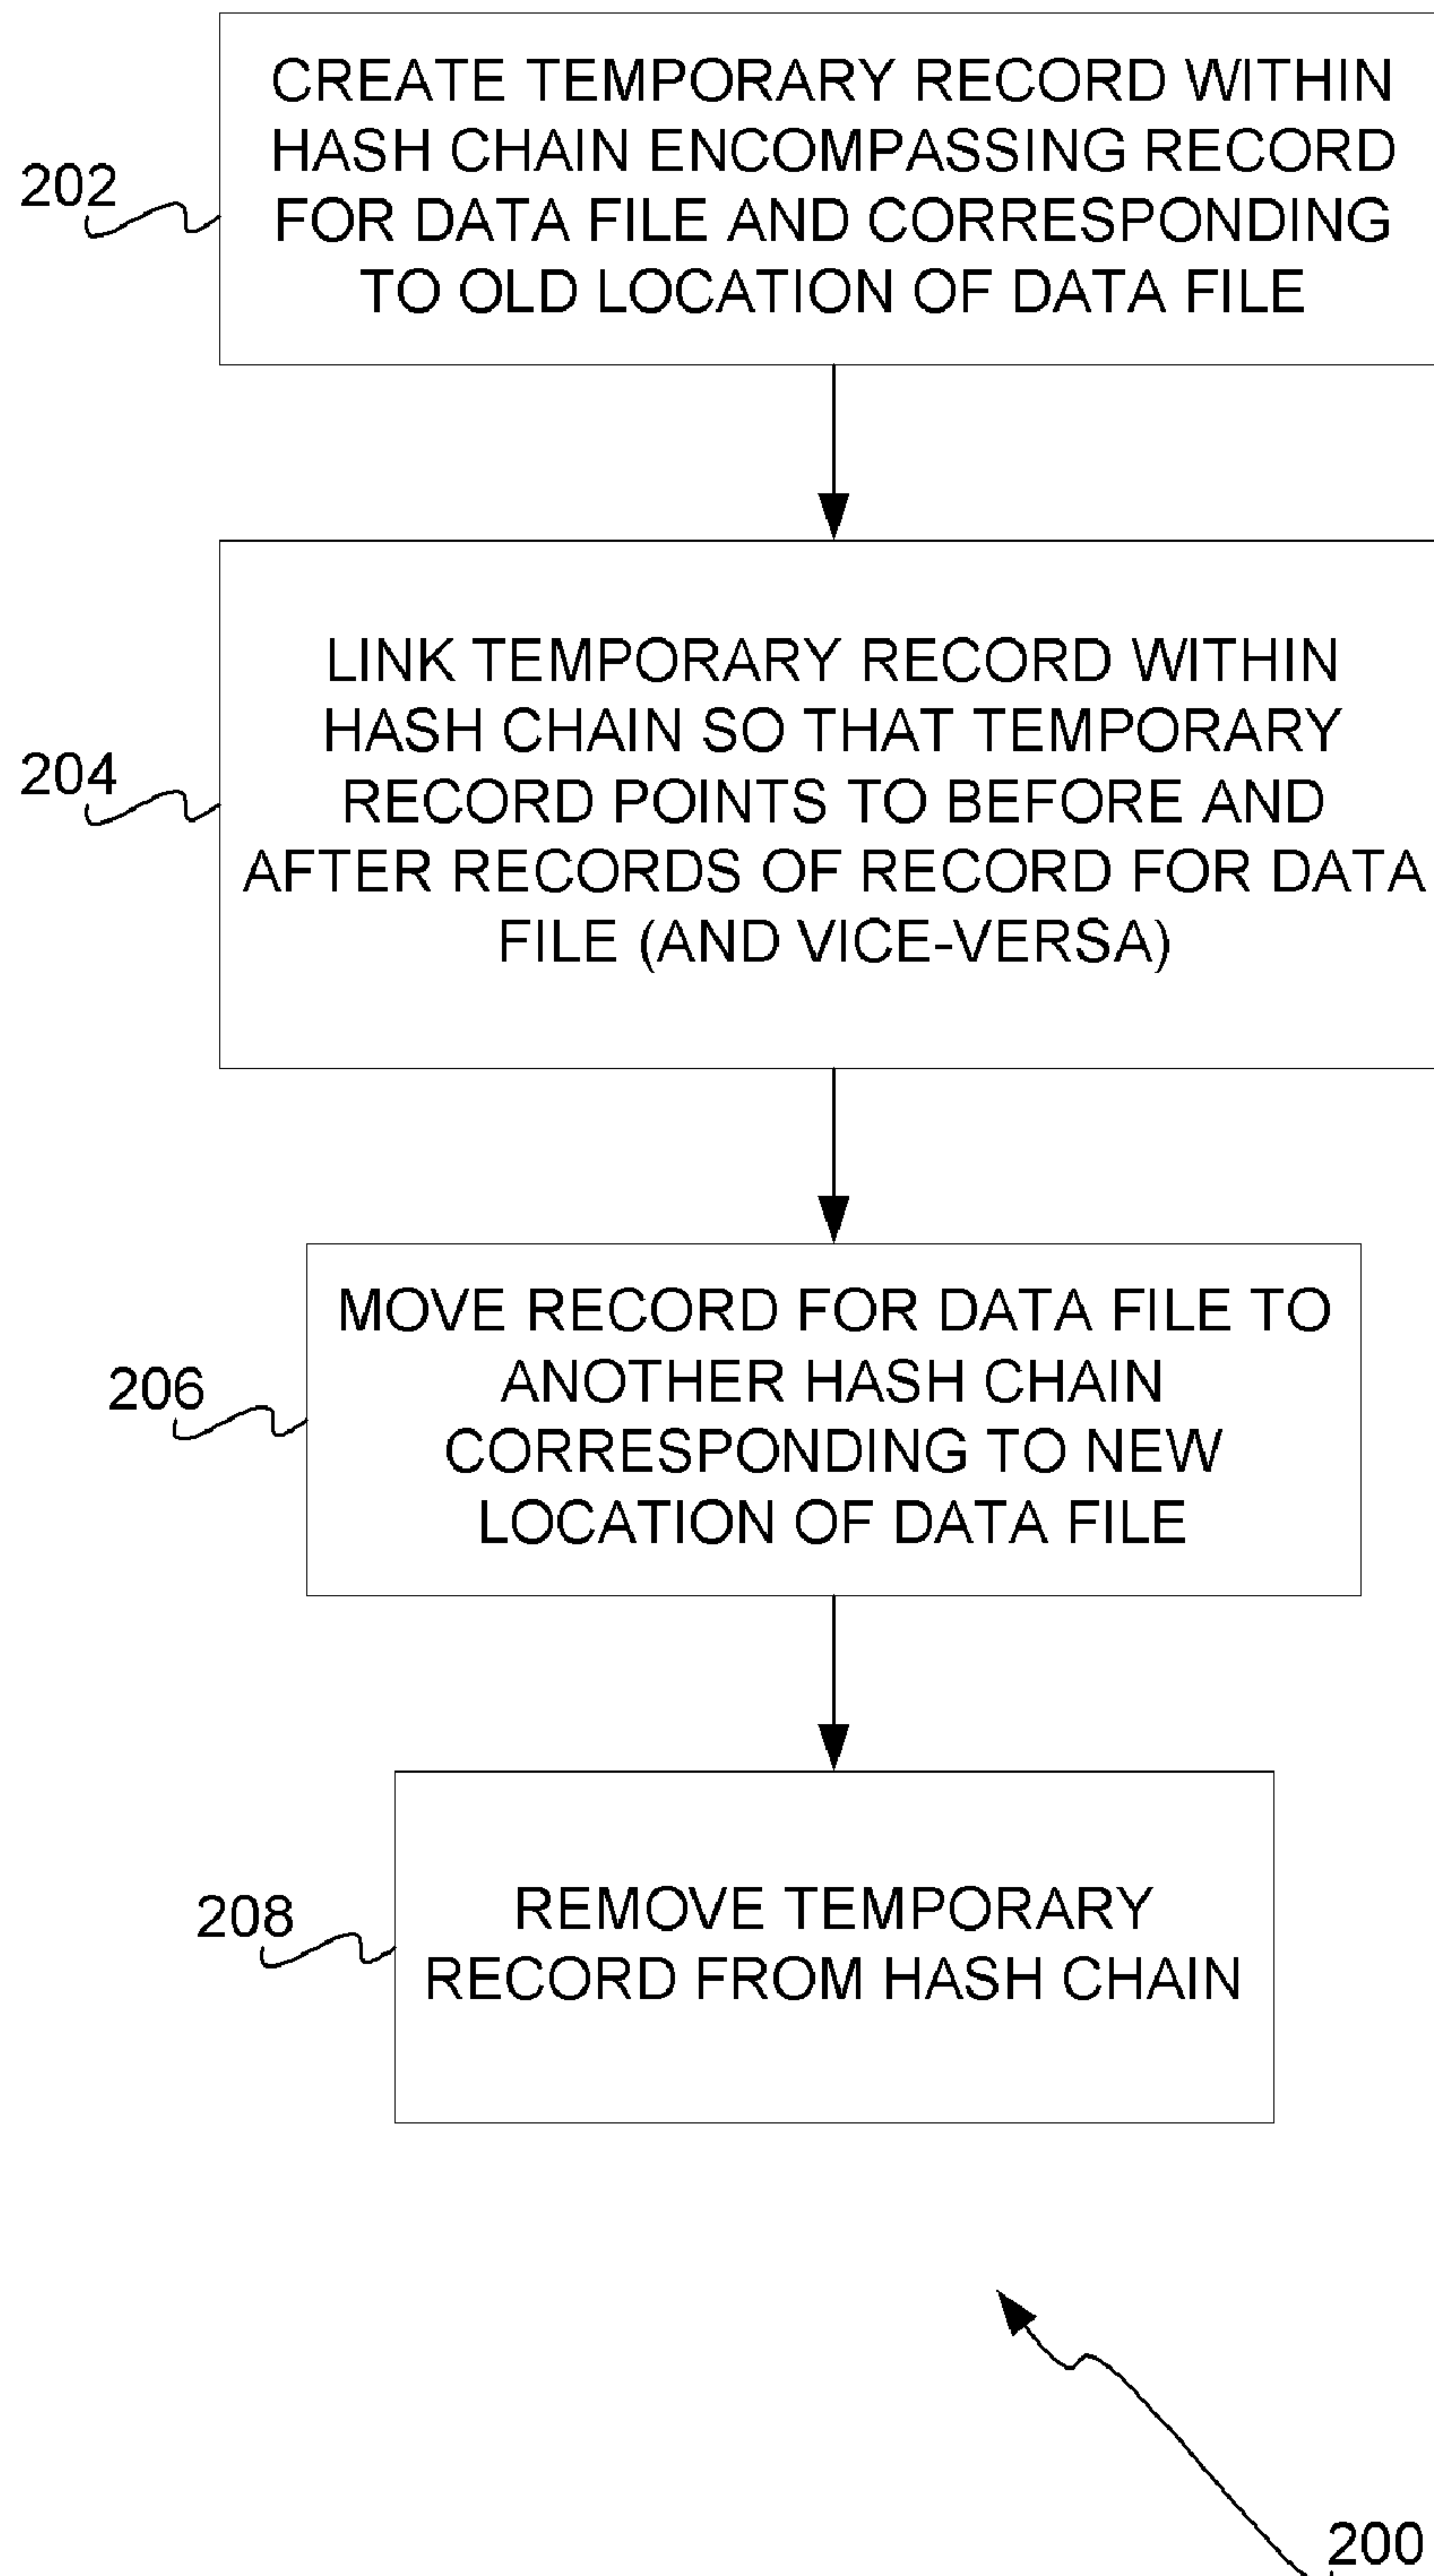 CREATE TEMPORARY RECORD WITHIN
HASH CHAIN ENCOMPASSING RECORD
FOR DATA FILE AND CORRESPONDING
TO OLD LOCATION OF DATA FILE
202
LINK TEMPORARY RECORD WITHIN
HASH CHAIN SO THAT TEMPORARY
RECORD POINTS TO BEFORE AND
AFTER RECORDS OF RECORD FOR DATA
FILE (AND VICE-VERSA)
204
MOVE RECORD FOR DATA FILE TO
ANOTHER HASH CHAIN
CORRESPONDING TO NEW
LOCATION OF DATA FILE
206
REMOVE TEMPORARY
RECORD FROM HASH CHAIN
208
200